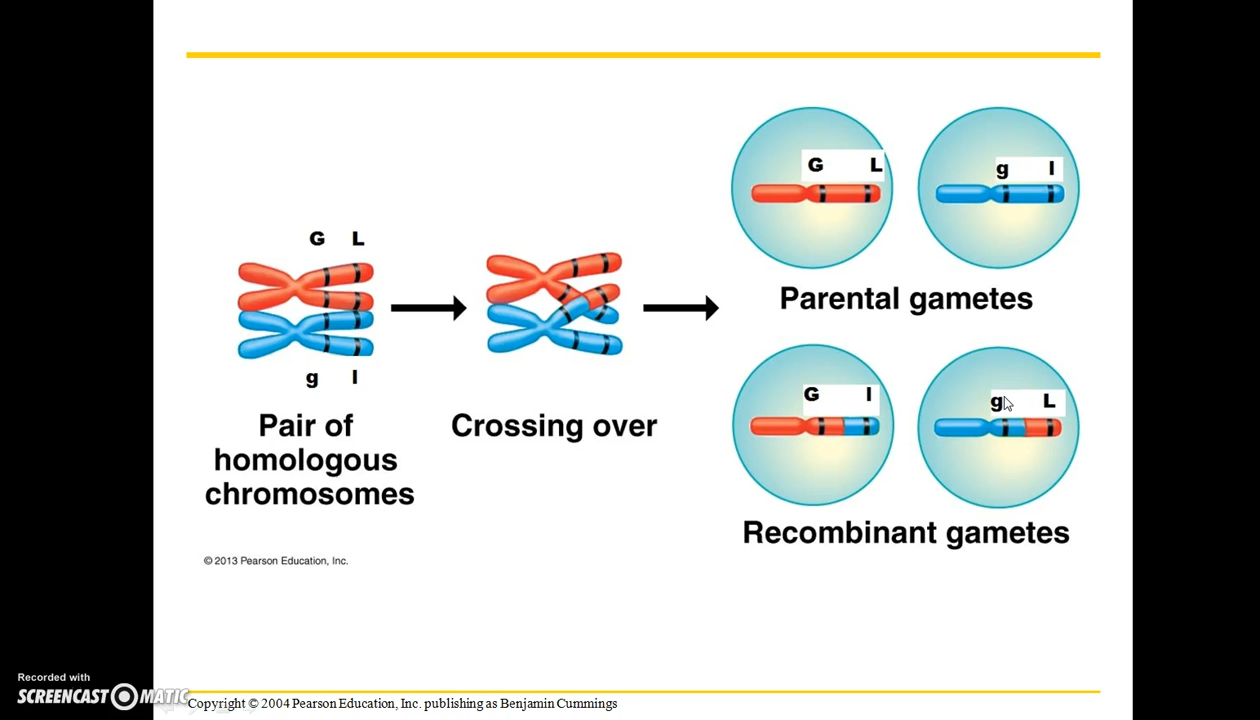 G L
g l
Pair of
homologous
chromosomes
Crossing over
G L
g l
Parental gametes
G l
g L
Recombinant gametes
© 2013 Pearson Education, Inc.
Recorded with
SCREENCAST MATIC
Copyright © 2004 Pearson Education, Inc. publishing as Benjamin Cummings